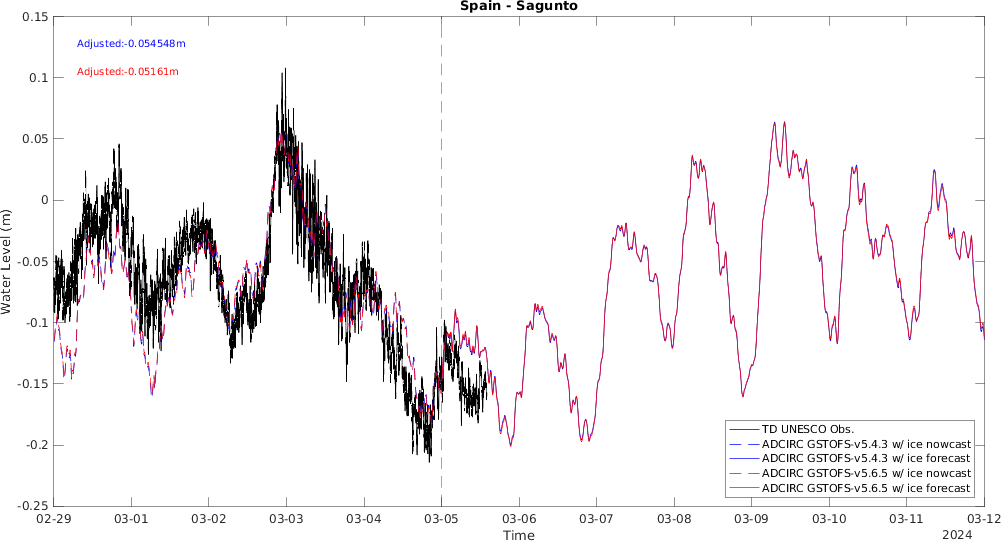 Spain - Sagunto
0.15
0.1
0.05
0
-0.05
-0.1
-0.15
-0.2
-0.25
Water Level (m)
Adjusted:-0.054548m
Adjusted:-0.05161m
TD UNESCO Obs.
ADCIRC GSTOFS-v5.4.3 w/ ice nowcast
ADCIRC GSTOFS-v5.4.3 w/ ice forecast
ADCIRC GSTOFS-v5.6.5 w/ ice nowcast
ADCIRC GSTOFS-v5.6.5 w/ ice forecast
02-29 03-01 03-02 03-03 03-04 03-05 03-06 03-07 03-08 03-09 03-10 03-11 03-12
Time
2024